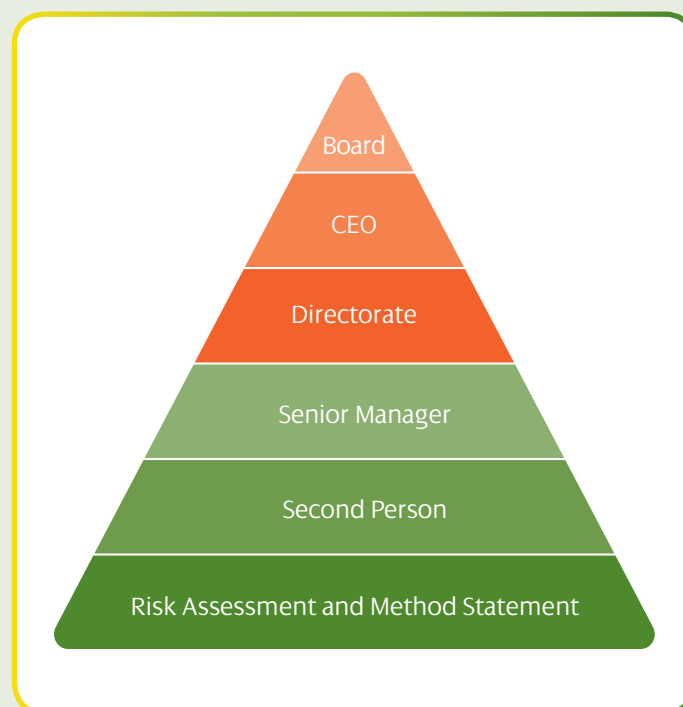 Board
CEO
Directorate
Senior Manager
Second Person
Risk Assessment and Method Statement